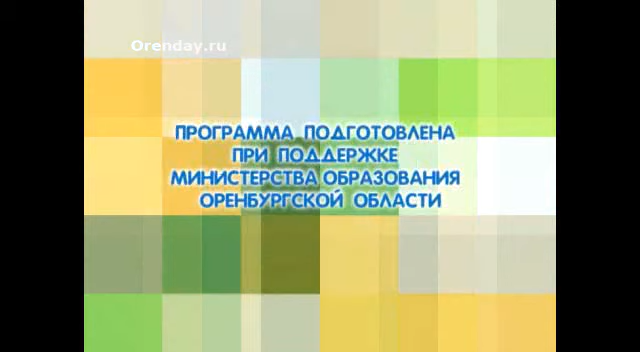 Orenday.ru
ПРОГРАММА ПОДГОТОВЛЕНА
ПРИ ПОДДЕРЖКЕ
МИНИСТЕРСТВА ОБРАЗОВАНИЯ
ОРЕНБУРГСКОЙ ОБЛАСТИ